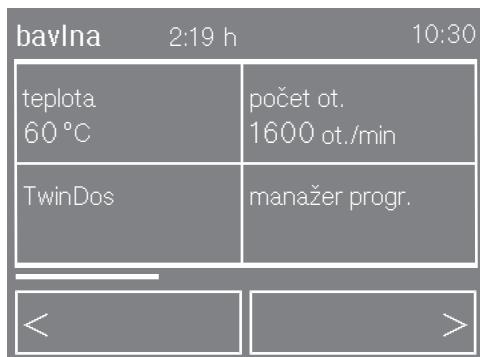 bavlna 2:19 h 10:30
teplota počet ot.
60 °C 1600 ot./min
TwinDos manažer progr.
< >